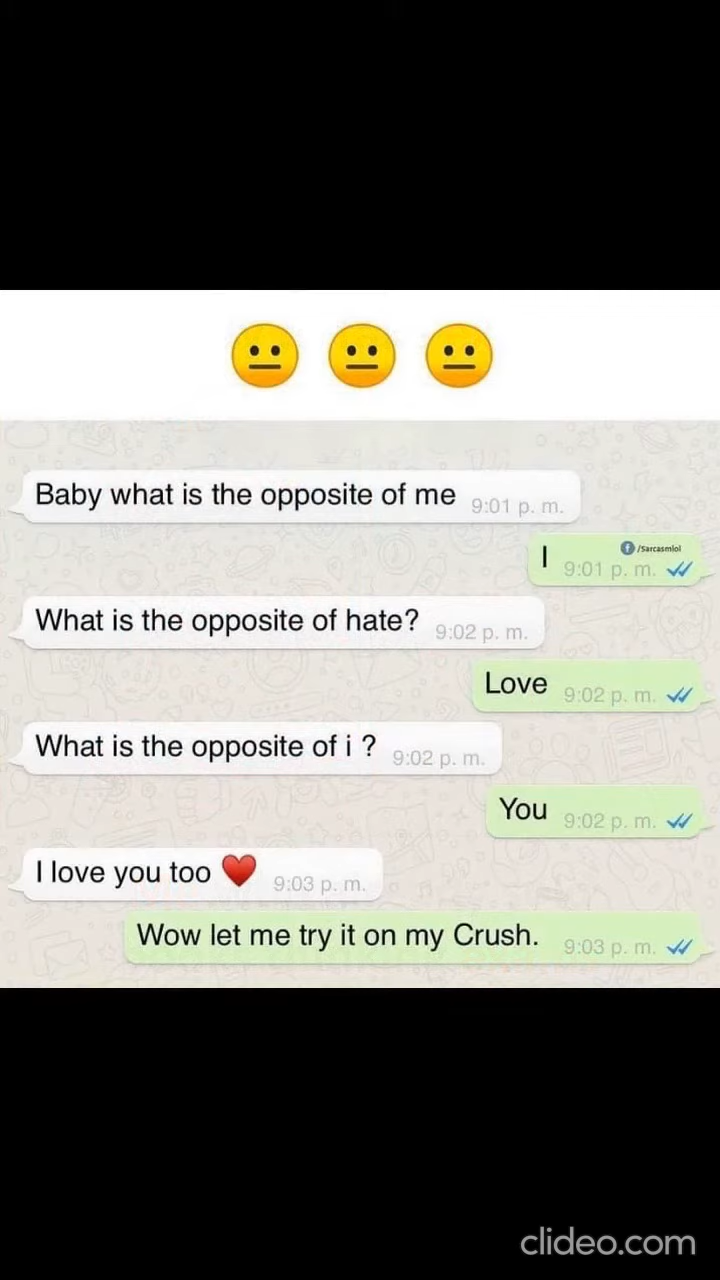 😐 😐 😐
Baby what is the opposite of me 9:01 p. m.
I f /Sarcasmlol 9:01 p. m.
What is the opposite of hate? 9:02 p. m.
Love 9:02 p. m.
What is the opposite of i ? 9:02 p. m.
You 9:02 p. m.
I love you too ❤️ 9:03 p. m.
Wow let me try it on my Crush. 9:03 p. m.
clideo.com